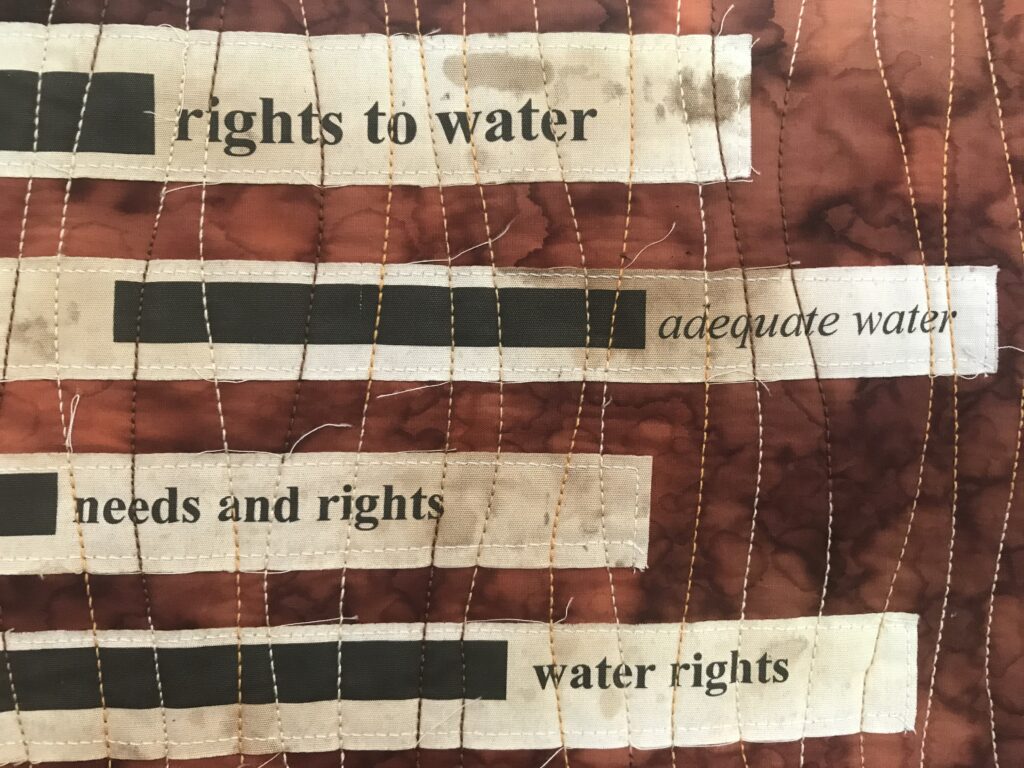 rights to water
adequate water
needs and rights
water rights